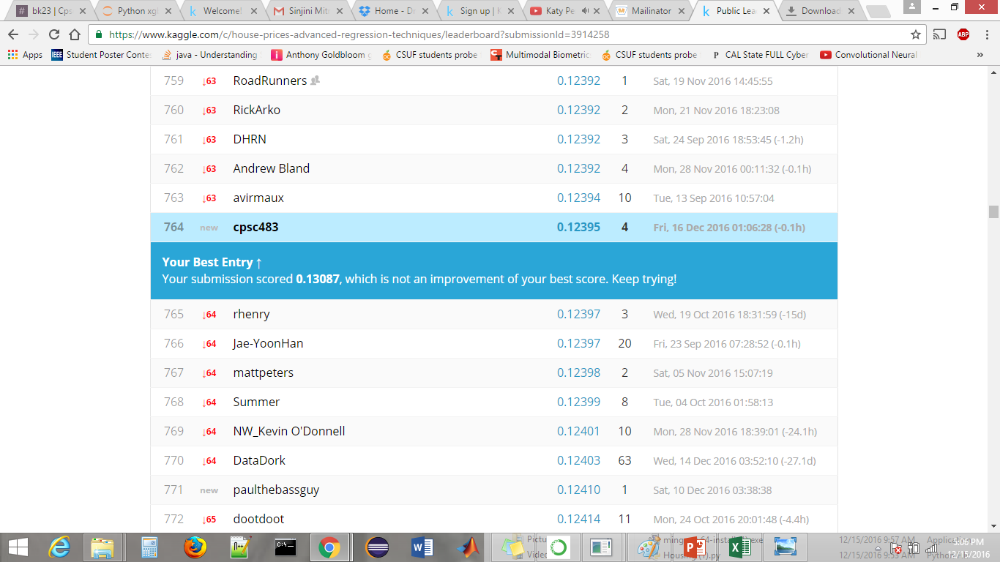 bk23 | Cps
Python xgl
Welcome!
Sinjini Mit
Home - Dr
Sign up | K
Katy Pe
Mailinator
Public Lea
Download
https://www.kaggle.com/c/house-prices-advanced-regression-techniques/leaderboard?submissionId=3914258
ABP
Apps IEEE Student Poster Conte java - Understanding Anthony Goldbloom CSUF students probe Multimodal Biometric CSUF students probe P CAL State FULL Cyber Convolutional Neural »
759 ↓63 RoadRunners 0.12392 1 Sat, 19 Nov 2016 14:45:55
760 ↓63 RickArko 0.12392 2 Mon, 21 Nov 2016 18:23:08
761 ↓63 DHRN 0.12392 3 Sat, 24 Sep 2016 18:53:45 (-1.2h)
762 ↓63 Andrew Bland 0.12392 4 Mon, 28 Nov 2016 00:11:32 (-0.1h)
763 ↓63 avirmaux 0.12394 10 Tue, 13 Sep 2016 10:57:04
764 new cpsc483 0.12395 4 Fri, 16 Dec 2016 01:06:28 (-0.1h)
Your Best Entry ↑
Your submission scored 0.13087, which is not an improvement of your best score. Keep trying!
765 ↓64 rhenry 0.12397 3 Wed, 19 Oct 2016 18:31:59 (-15d)
766 ↓64 Jae-YoonHan 0.12397 20 Fri, 23 Sep 2016 07:28:52 (-0.1h)
767 ↓64 mattpeters 0.12398 2 Sat, 05 Nov 2016 15:07:19
768 ↓64 Summer 0.12399 8 Tue, 04 Oct 2016 01:58:13
769 ↓64 NW_Kevin O'Donnell 0.12401 10 Mon, 28 Nov 2016 18:39:01 (-24.1h)
770 ↓64 DataDork 0.12403 63 Wed, 14 Dec 2016 03:52:10 (-27.1d)
771 new paulthebassguy 0.12410 1 Sat, 10 Dec 2016 03:38:38
772 ↓65 dootdoot 0.12414 11 Mon, 24 Oct 2016 20:01:48 (-4.4h)
Pictu
Video
12/15/2016 9:57 AM Application
12/15/2016 9:53 AM
5:06 PM
12/15/2016